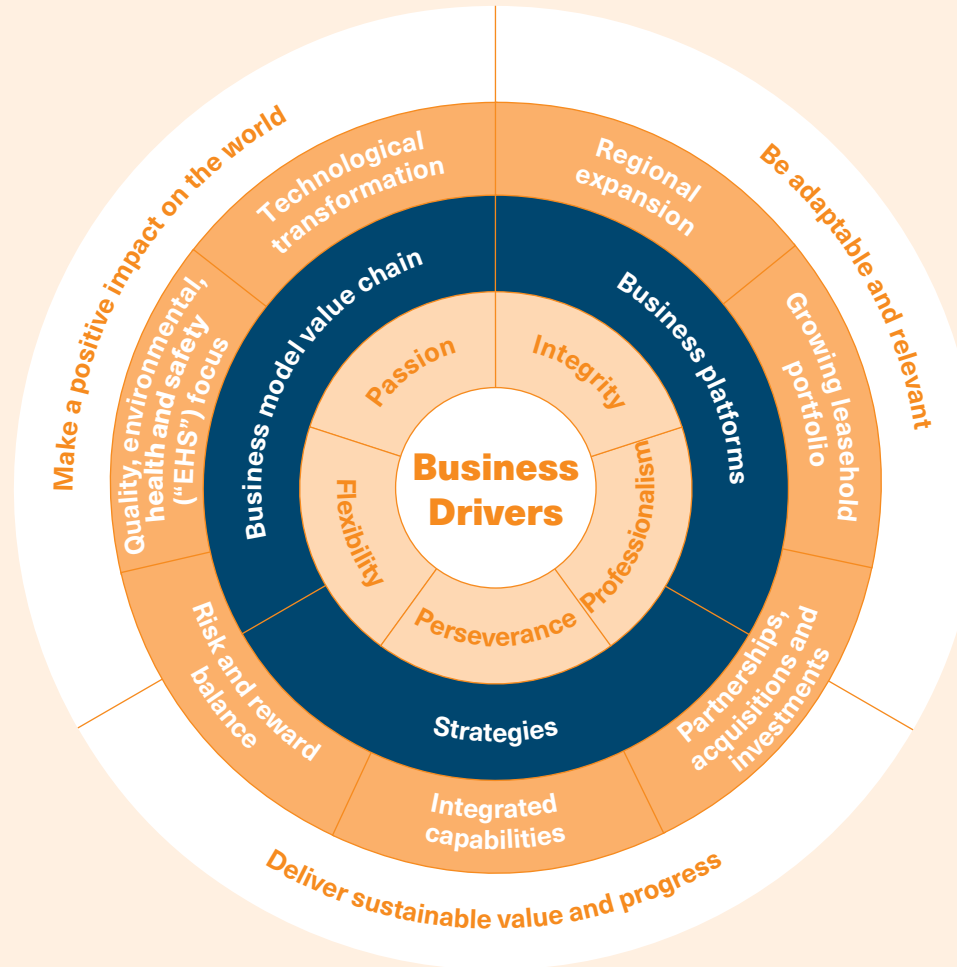 Business
Drivers
Integrity
Professionalism
Perseverance
Flexibility
Passion
Business platforms
Strategies
Business model value chain
Regional
expansion
Growing leasehold
portfolio
Partnerships,
acquisitions and
investments
Integrated
capabilities
Risk and reward
balance
Quality, environmental,
health and safety
(“EHS”) focus
Technological
transformation
Be adaptable and relevant
Deliver sustainable value and progress
Make a positive impact on the world